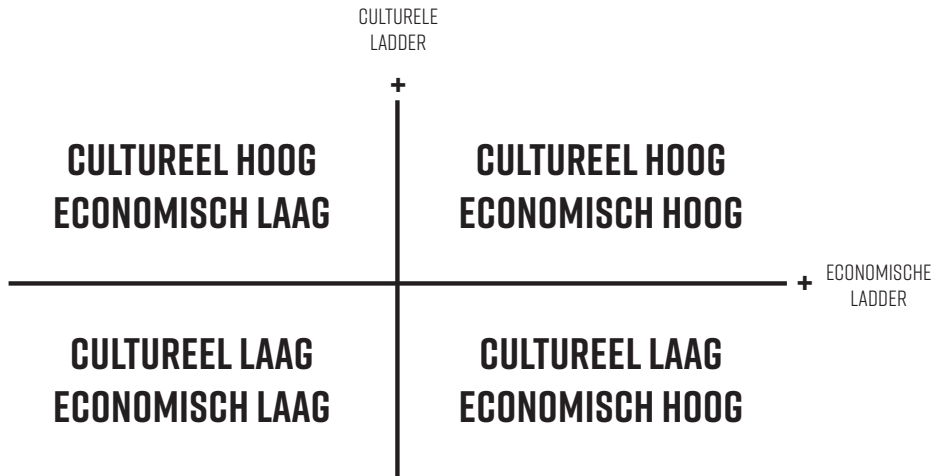 CULTURELE
LADDER
+
CULTUREEL HOOG
ECONOMISCH LAAG
CULTUREEL HOOG
ECONOMISCH HOOG
+ ECONOMISCHE
LADDER
CULTUREEL LAAG
ECONOMISCH LAAG
CULTUREEL LAAG
ECONOMISCH HOOG